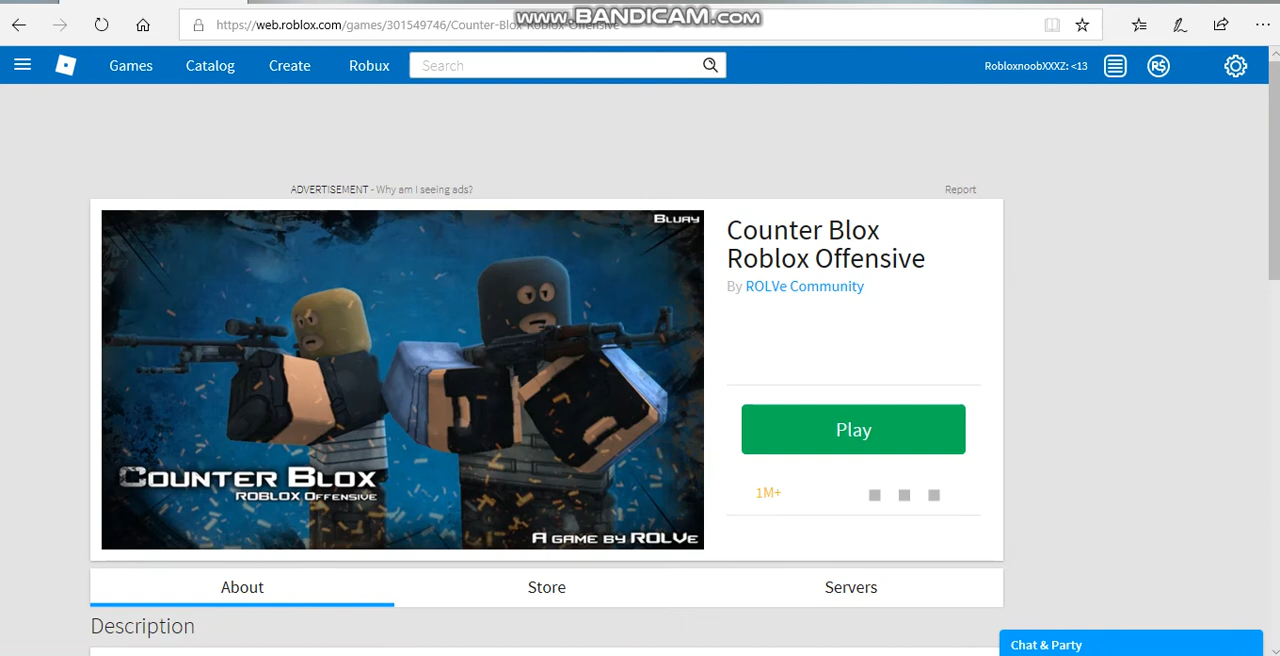 www.BANDICAM.com
https://web.roblox.com/games/301549746/Counter-Blox-Roblox-Offensive
Games Catalog Create Robux Search RobloxnoobXXXZ: <13 R$
ADVERTISEMENT - Why am I seeing ads? Report
BLUAY
Counter Blox
Roblox Offensive
By ROLVe Community
Play
COUNTER BLOX
ROBLOX OFFENSIVE
1M+
A GAME BY ROLVE
About Store Servers
Description
Chat & Party